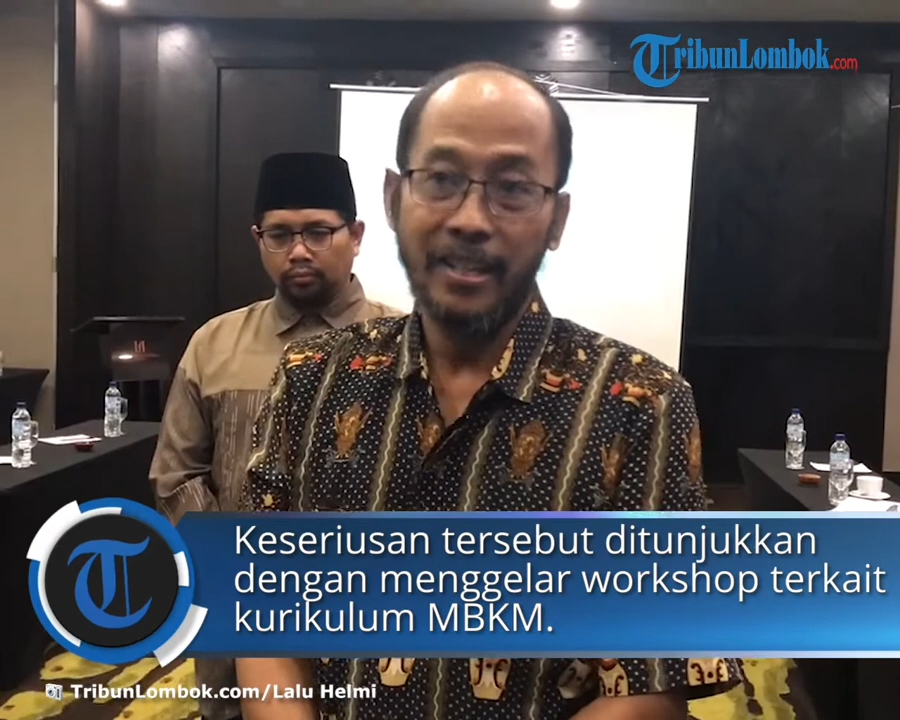 TribunLombok.com
Keseriusan tersebut ditunjukkan
dengan menggelar workshop terkait
kurikulum MBKM.
TribunLombok.com/Lalu Helmi